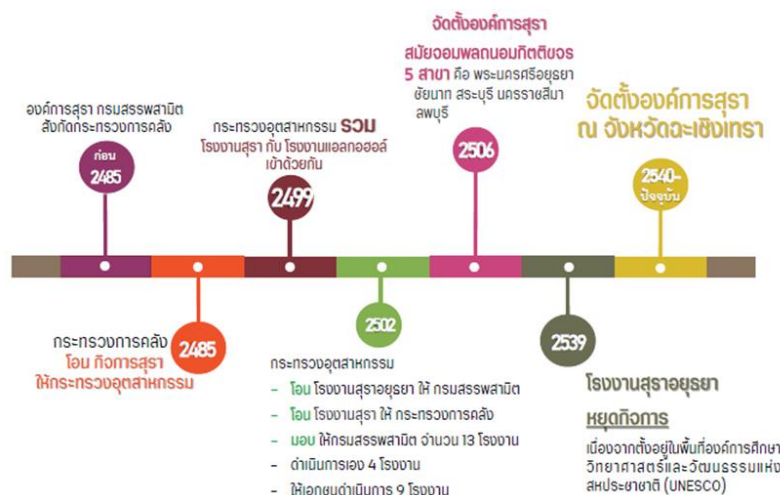 องค์การสุรา กรมสรรพสามิต
สังกัดกระทรวงการคลัง
ก่อน
2485
กระทรวงการคลัง
โอน กิจการสุรา
ให้กระทรวงอุตสาหกรรม
2485
กระทรวงอุตสาหกรรม รวม
โรงงานสุรา กับ โรงงานแอลกอฮอล์
เข้าด้วยกัน
2499
2502
กระทรวงอุตสาหกรรม
- โอน โรงงานสุราอยุธยา ให้ กรมสรรพสามิต
- โอน โรงงานสุรา ให้ กระทรวงการคลัง
- มอบ ให้กรมสรรพสามิต จำนวน 13 โรงงาน
- ดำเนินการเอง 4 โรงงาน
- ให้เอกชนดำเนินการ 9 โรงงาน
จัดตั้งองค์การสุรา
สมัยจอมพลถนอมกิตติขจร
5 สาขา คือ พระนครศรีอยุธยา
ชัยนาท สระบุรี นครราชสีมา
ลพบุรี
2506
2539
โรงงานสุราอยุธยา
หยุดกิจการ
เนื่องจากตั้งอยู่ในพื้นที่องค์การศึกษา
วิทยาศาสตร์และวัฒนธรรมแห่ง
สหประชาชาติ (UNESCO)
จัดตั้งองค์การสุรา
ณ จังหวัดฉะเชิงเทรา
2540-
ปัจจุบัน